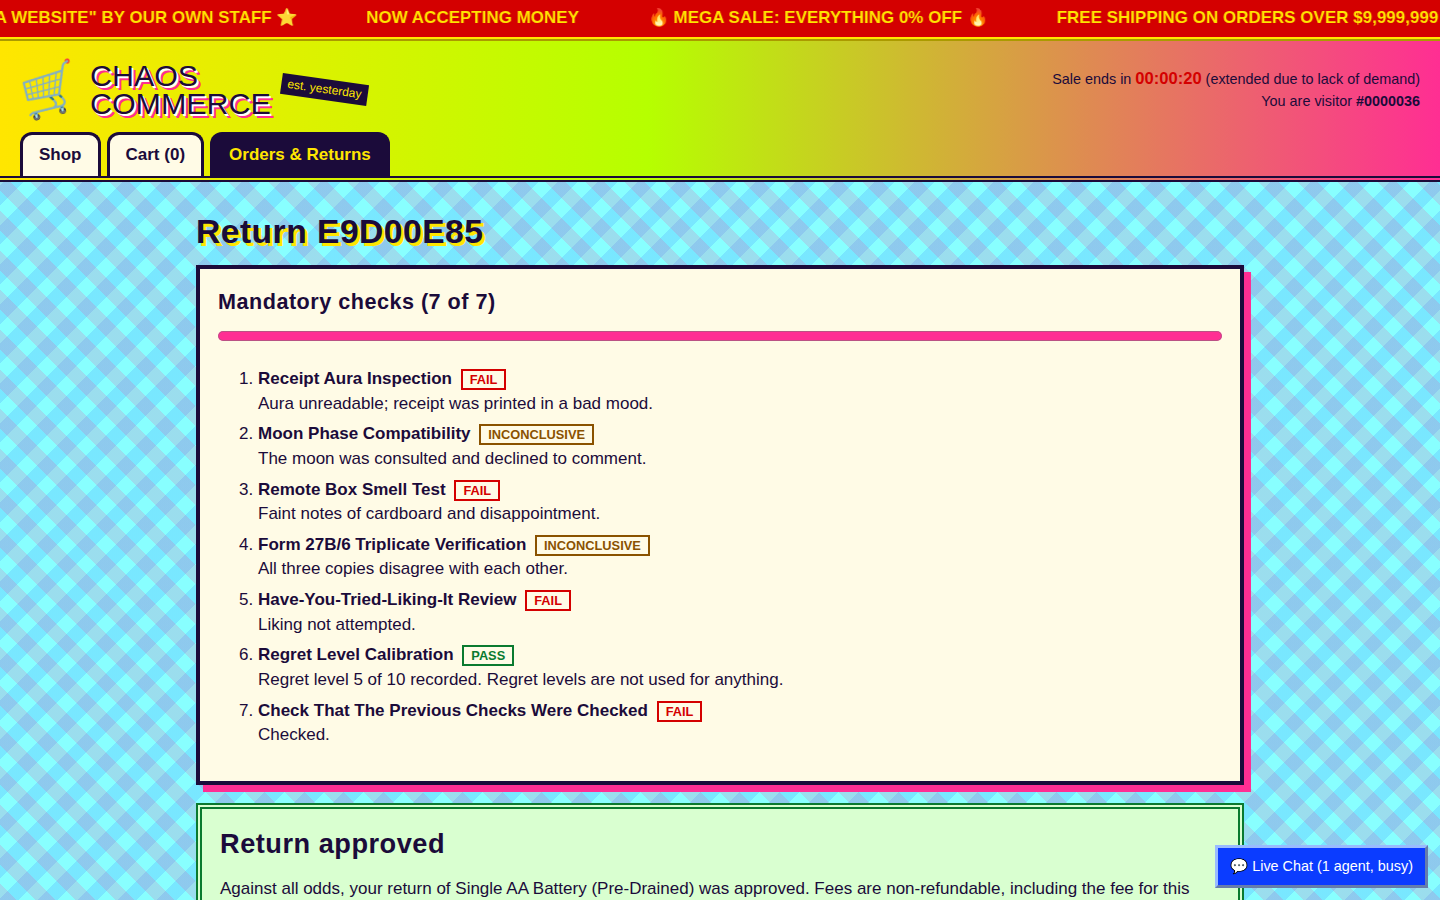 A WEBSITE" BY OUR OWN STAFF ⭐ NOW ACCEPTING MONEY 🔥 MEGA SALE: EVERYTHING 0% OFF 🔥 FREE SHIPPING ON ORDERS OVER $9,999,999
CHAOS
COMMERCE
est. yesterday
Sale ends in 00:00:20 (extended due to lack of demand)
You are visitor #0000036
Shop
Cart (0)
Orders & Returns
Return E9D00E85
Mandatory checks (7 of 7)
1. Receipt Aura Inspection FAIL
Aura unreadable; receipt was printed in a bad mood.
2. Moon Phase Compatibility INCONCLUSIVE
The moon was consulted and declined to comment.
3. Remote Box Smell Test FAIL
Faint notes of cardboard and disappointment.
4. Form 27B/6 Triplicate Verification INCONCLUSIVE
All three copies disagree with each other.
5. Have-You-Tried-Liking-It Review FAIL
Liking not attempted.
6. Regret Level Calibration PASS
Regret level 5 of 10 recorded. Regret levels are not used for anything.
7. Check That The Previous Checks Were Checked FAIL
Checked.
Return approved
Against all odds, your return of Single AA Battery (Pre-Drained) was approved. Fees are non-refundable, including the fee for this
💬 Live Chat (1 agent, busy)